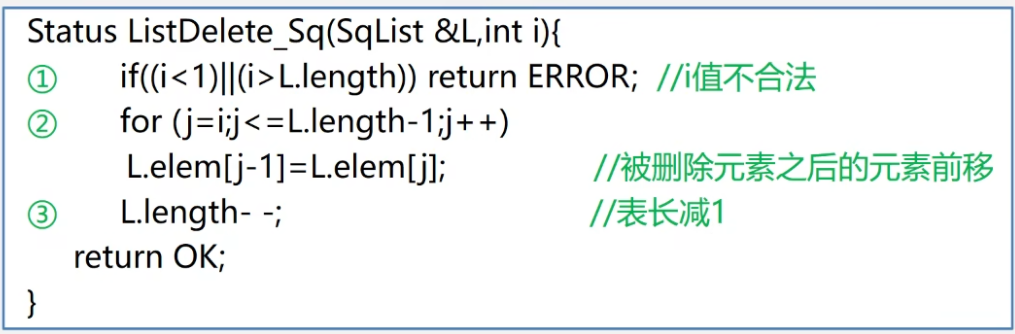 Status ListDelete_Sq(SqList &L,int i){
① if((i<1)||(i>L.length)) return ERROR; //i值不合法
② for (j=i;j<=L.length-1;j++)
L.elem[j-1]=L.elem[j]; //被删除元素之后的元素前移
③ L.length- -; //表长减1
return OK;
}